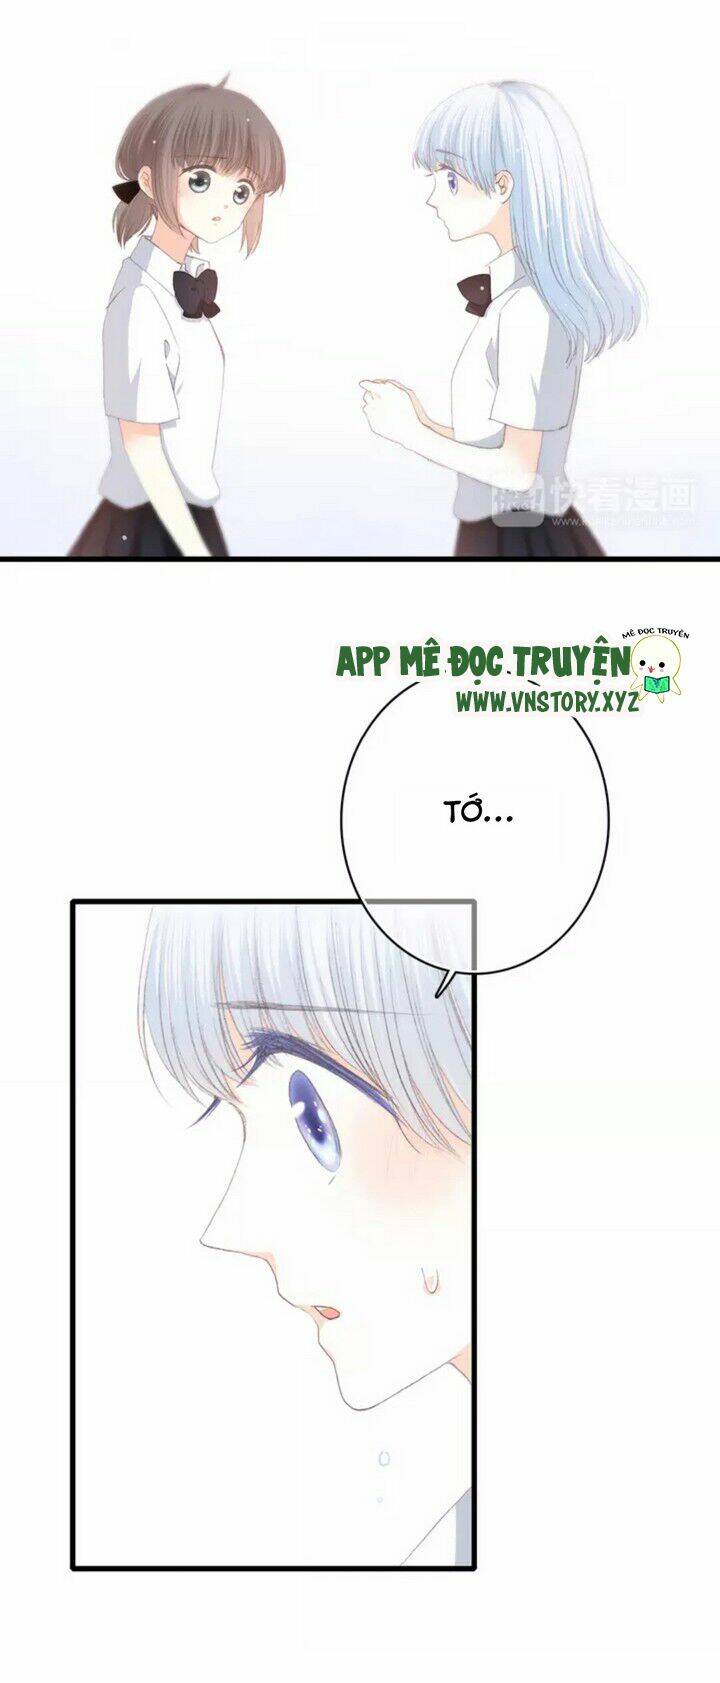 快看漫画
MÊ ĐỌC TRUYỆN
APP MÊ ĐỌC TRUYỆN
WWW.VNSTORY.XYZ
TỚ...